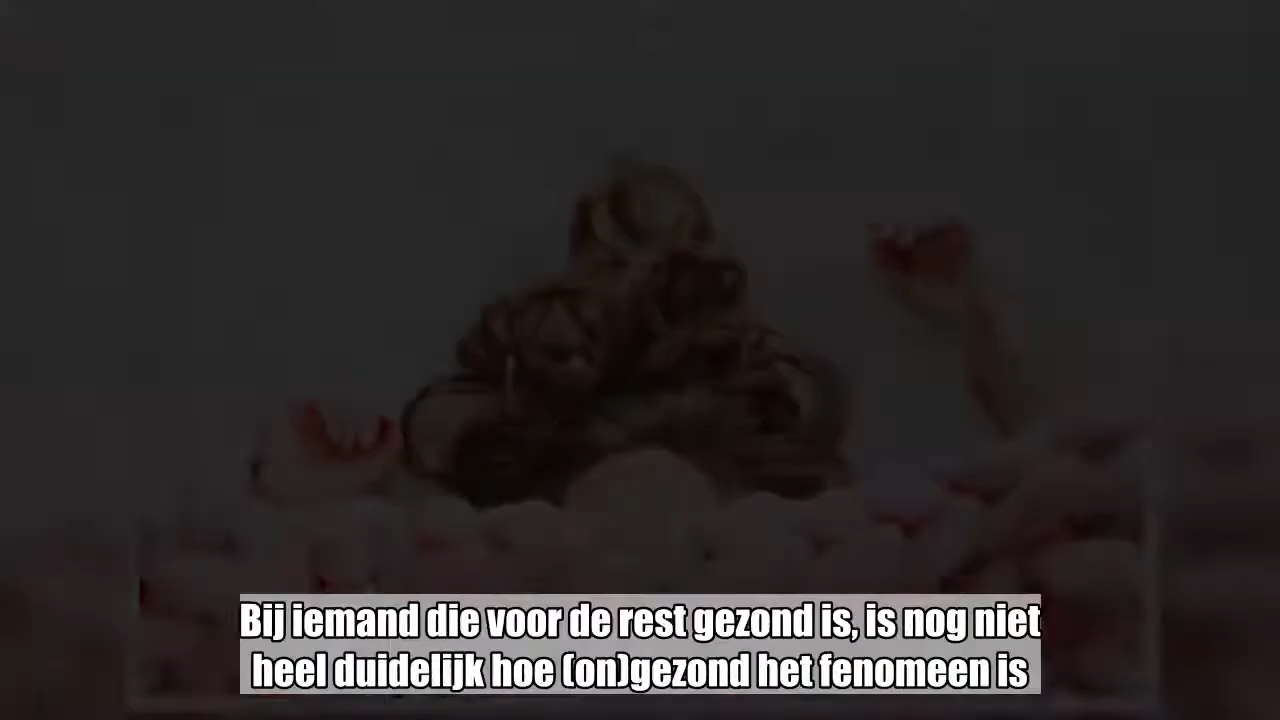 Bij iemand die voor de rest gezond is, is nog niet
heel duidelijk hoe (on)gezond het fenomeen is